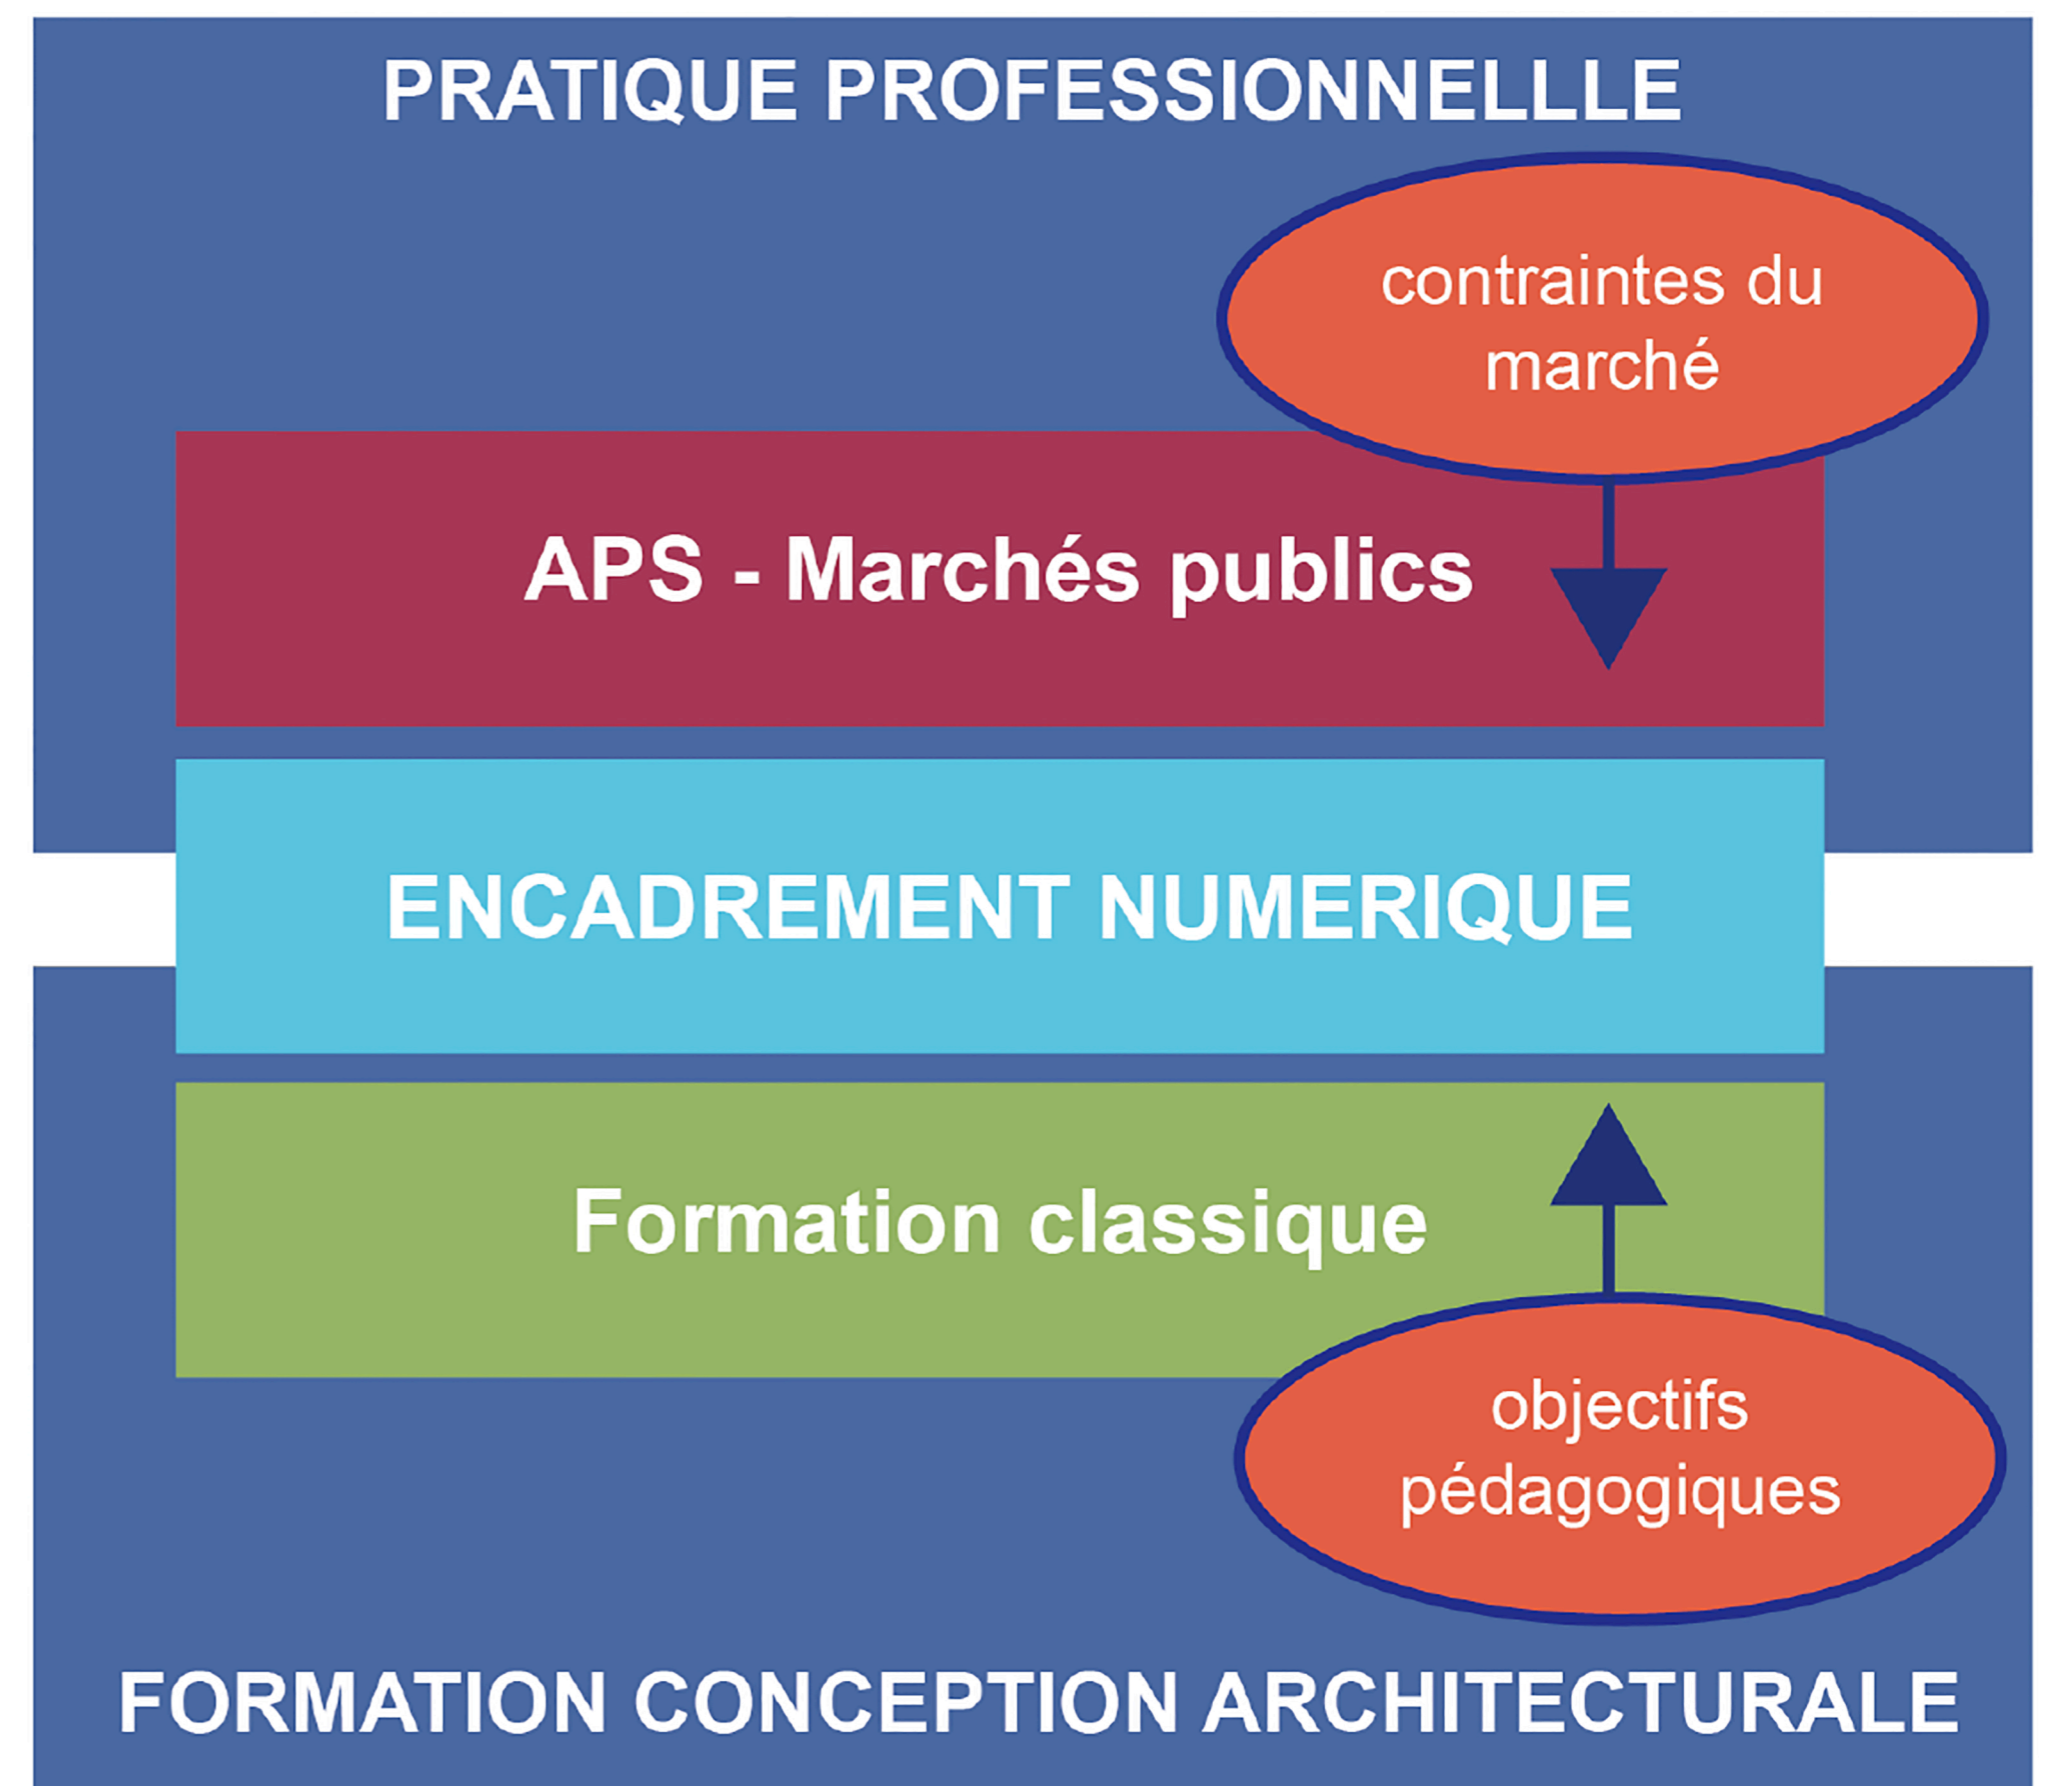 PRATIQUE PROFESSIONNELLLE
contraintes du
marché
APS - Marchés publics
ENCADREMENT NUMERIQUE
Formation classique
objectifs
pédagogiques
FORMATION CONCEPTION ARCHITECTURALE